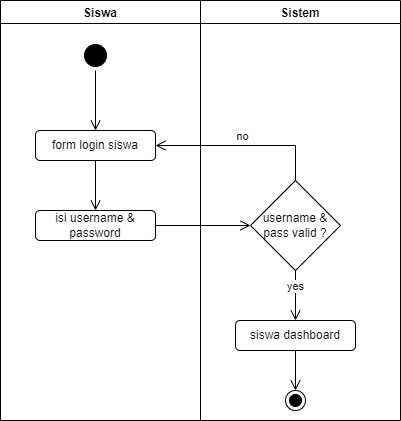 Siswa
Sistem
form login siswa
no
isi username &
password
username &
pass valid ?
yes
siswa dashboard